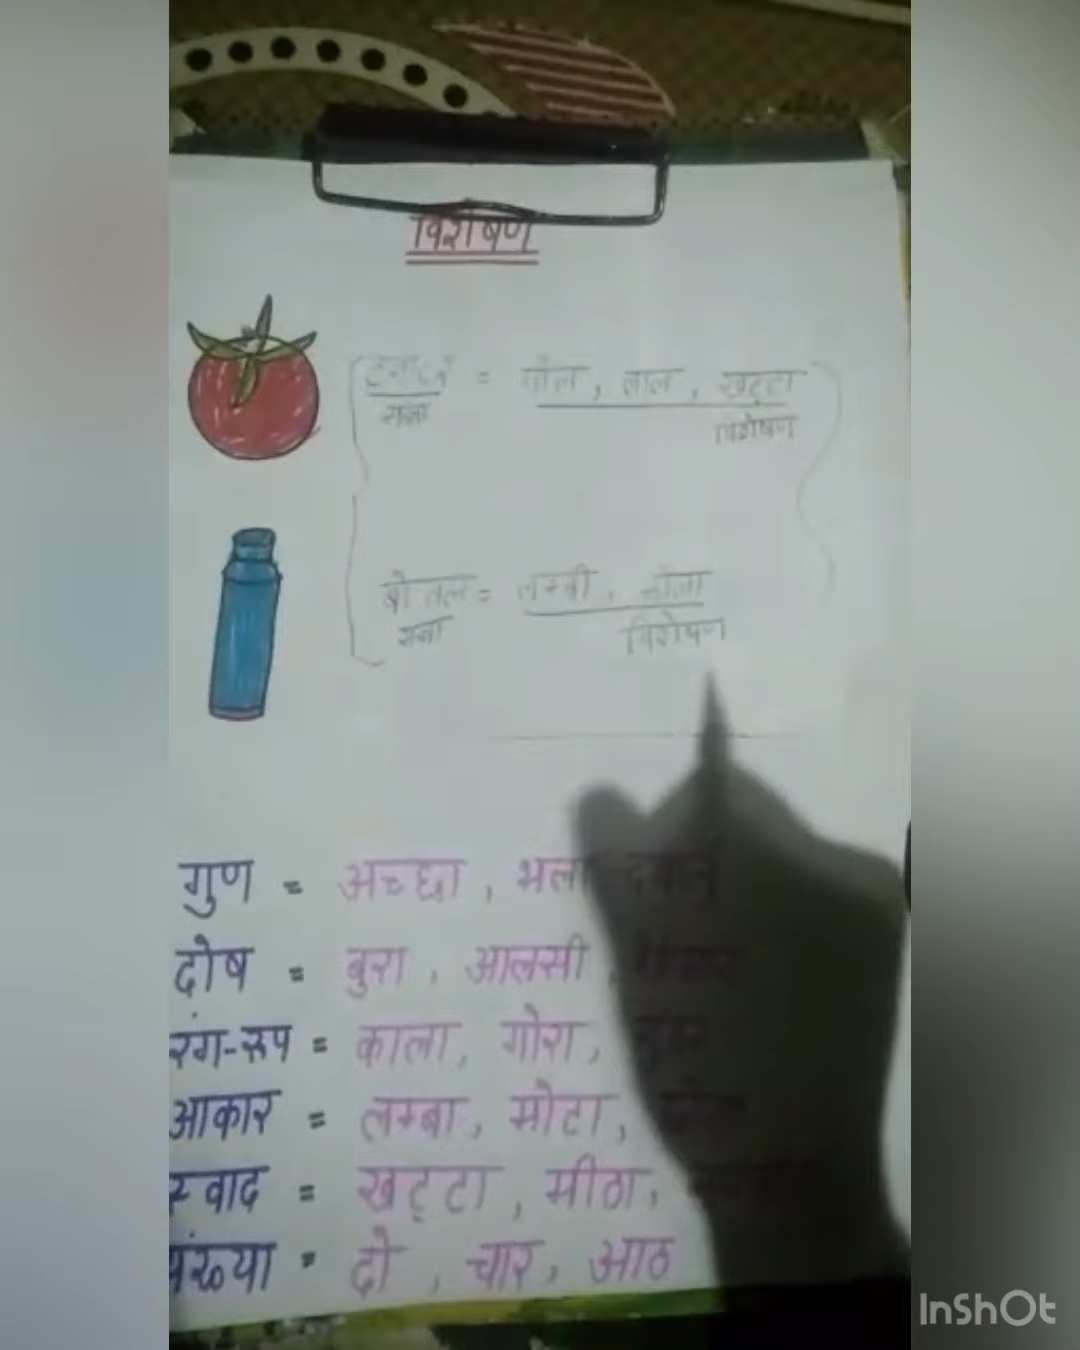 विशेषण
टमाटर = गोल, लाल, खट्टा
संज्ञा
विशेषण
बोतल = लम्बी, नीला
संज्ञा
विशेषण
गुण = अच्छा, भला
दोष = बुरा, आलसी,
रंग-रूप = काला, गोरा,
आकार = लम्बा, मोटा,
स्वाद = खट्टा, मीठा,
संख्या = दो, चार, आठ
InShOt